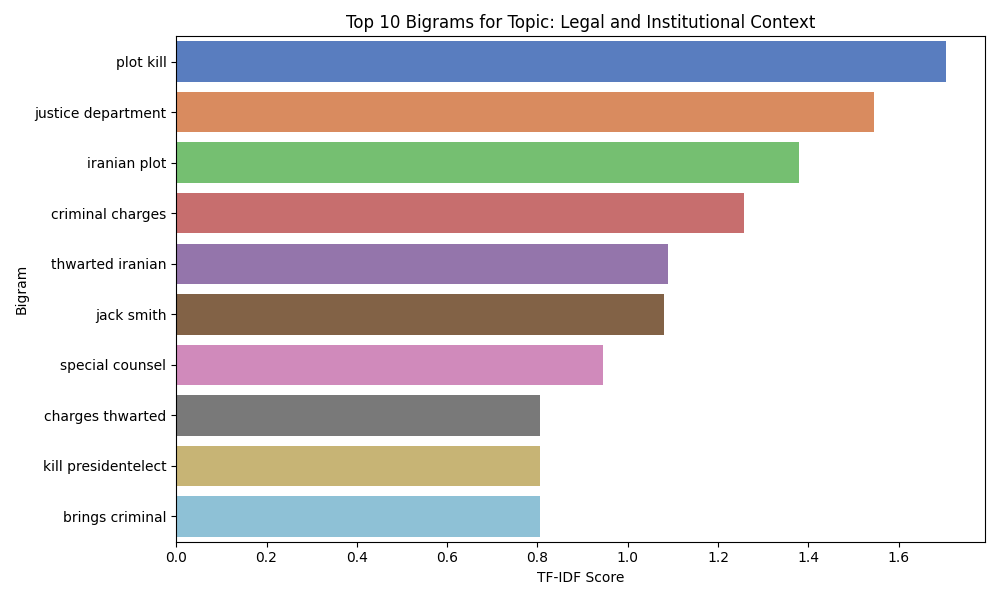 Top 10 Bigrams for Topic: Legal and Institutional Context
plot kill
justice department
iranian plot
criminal charges
thwarted iranian
jack smith
special counsel
charges thwarted
kill presidentelect
brings criminal
Bigram
0.0 0.2 0.4 0.6 0.8 1.0 1.2 1.4 1.6
TF-IDF Score